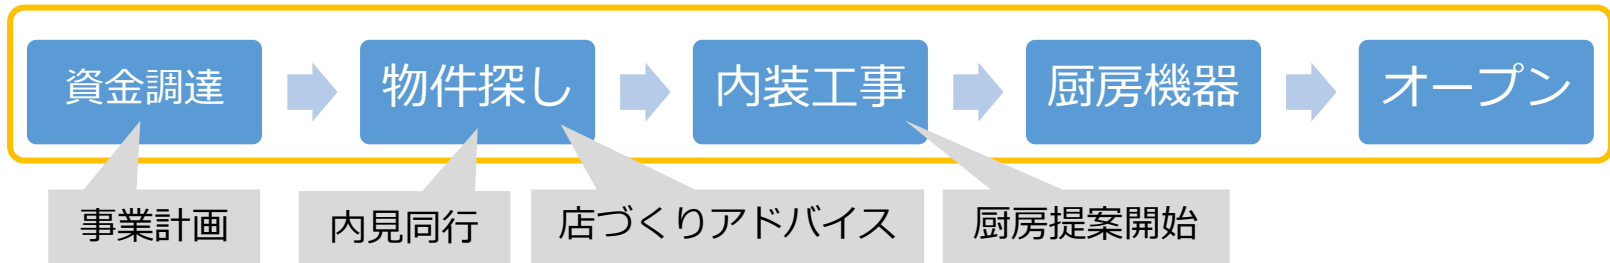 資金調達
物件探し
内装工事
厨房機器
オープン
事業計画
内見同行
店づくりアドバイス
厨房提案開始